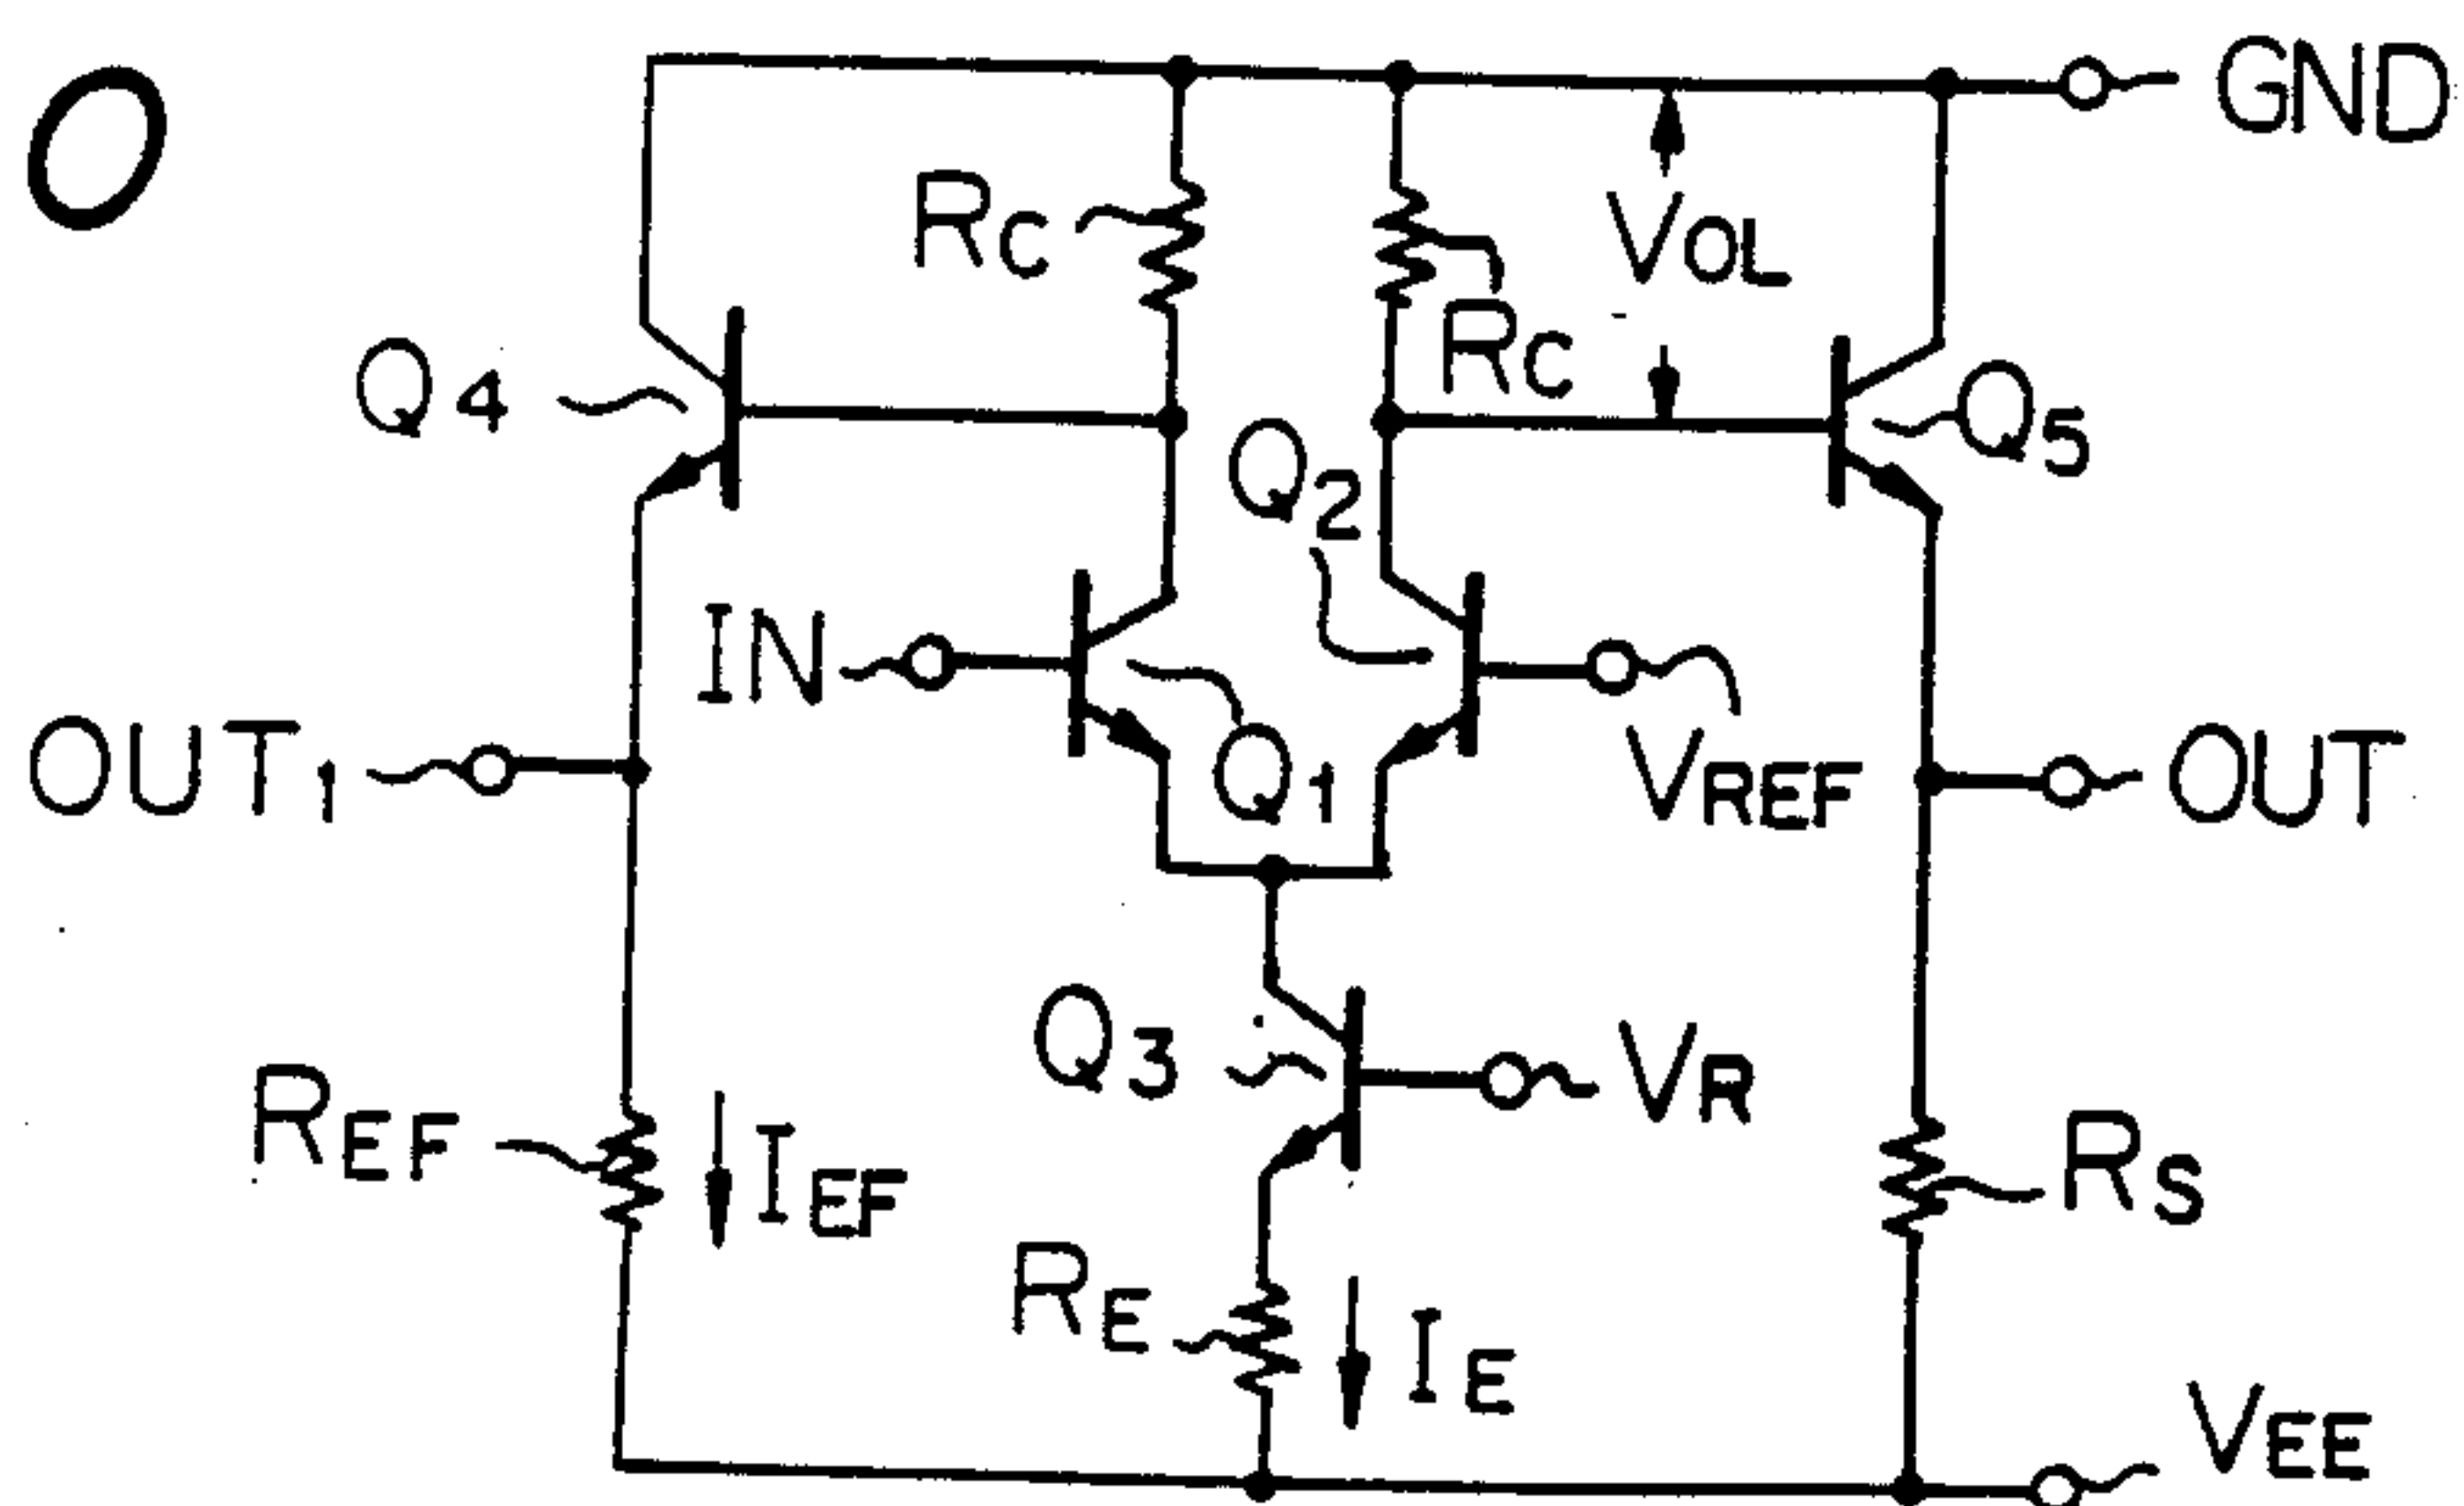 O
GND
RC
VOL
RC
Q4
Q5
Q2
IN
OUT1
Q1
VREF
OUT
Q3
VR
REF
IEF
RS
RE
IE
VEE